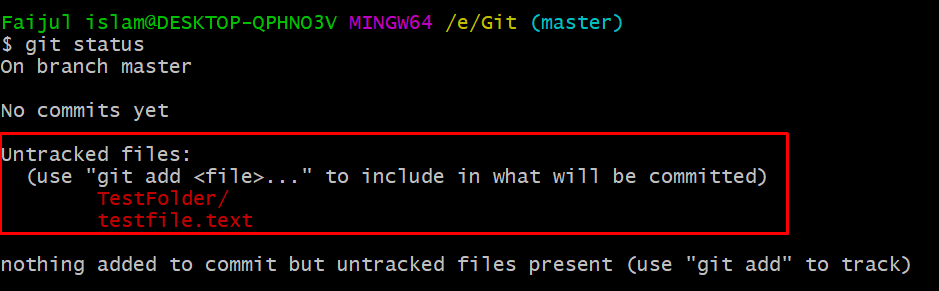 Faijul islam@DESKTOP-QPHNO3V MINGW64 /e/Git (master)
$ git status
On branch master
No commits yet
Untracked files:
(use "git add <file>..." to include in what will be committed)
TestFolder/
testfile.text
nothing added to commit but untracked files present (use "git add" to track)